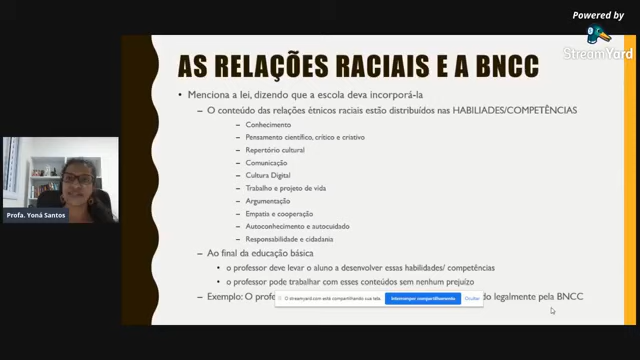 Powered by
StreamYard
AS RELAÇÕES RACIAIS E A BNCC
• Menciona a lei, dizendo que a escola deva incorporá-la
– O conteúdo das relações étnicos raciais estão distribuídos nas HABILIADES/COMPETÊNCIAS
– Conhecimento
– Pensamento científico, crítico e criativo
– Repertório cultural
– Comunicação
– Cultura Digital
– Trabalho e projeto de vida
– Argumentação
– Empatia e cooperação
– Autoconhecimento e autocuidado
– Responsabilidade e cidadania
– Ao final da educação básica
• o professor deve levar o aluno a desenvolver essas habilidades/ competências
• o professor pode trabalhar com esses conteúdos sem nenhum prejuízo
– Exemplo: O profe do legalmente pela BNCC
O streamyard.com está compartilhando sua tela. Interromper compartilhamento Ocultar
Profa. Yoná Santos